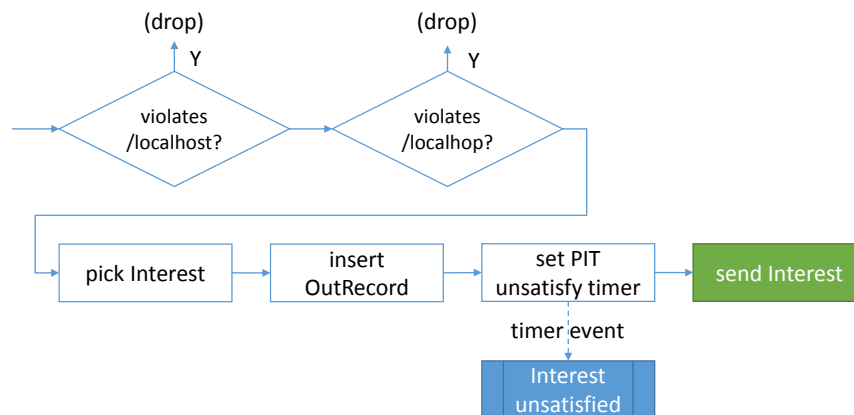 (drop)
(drop)
Y
Y
violates
/localhost?
violates
/localhop?
pick Interest
insert
OutRecord
set PIT
unsatisfy timer
send Interest
timer event
Interest
unsatisfied